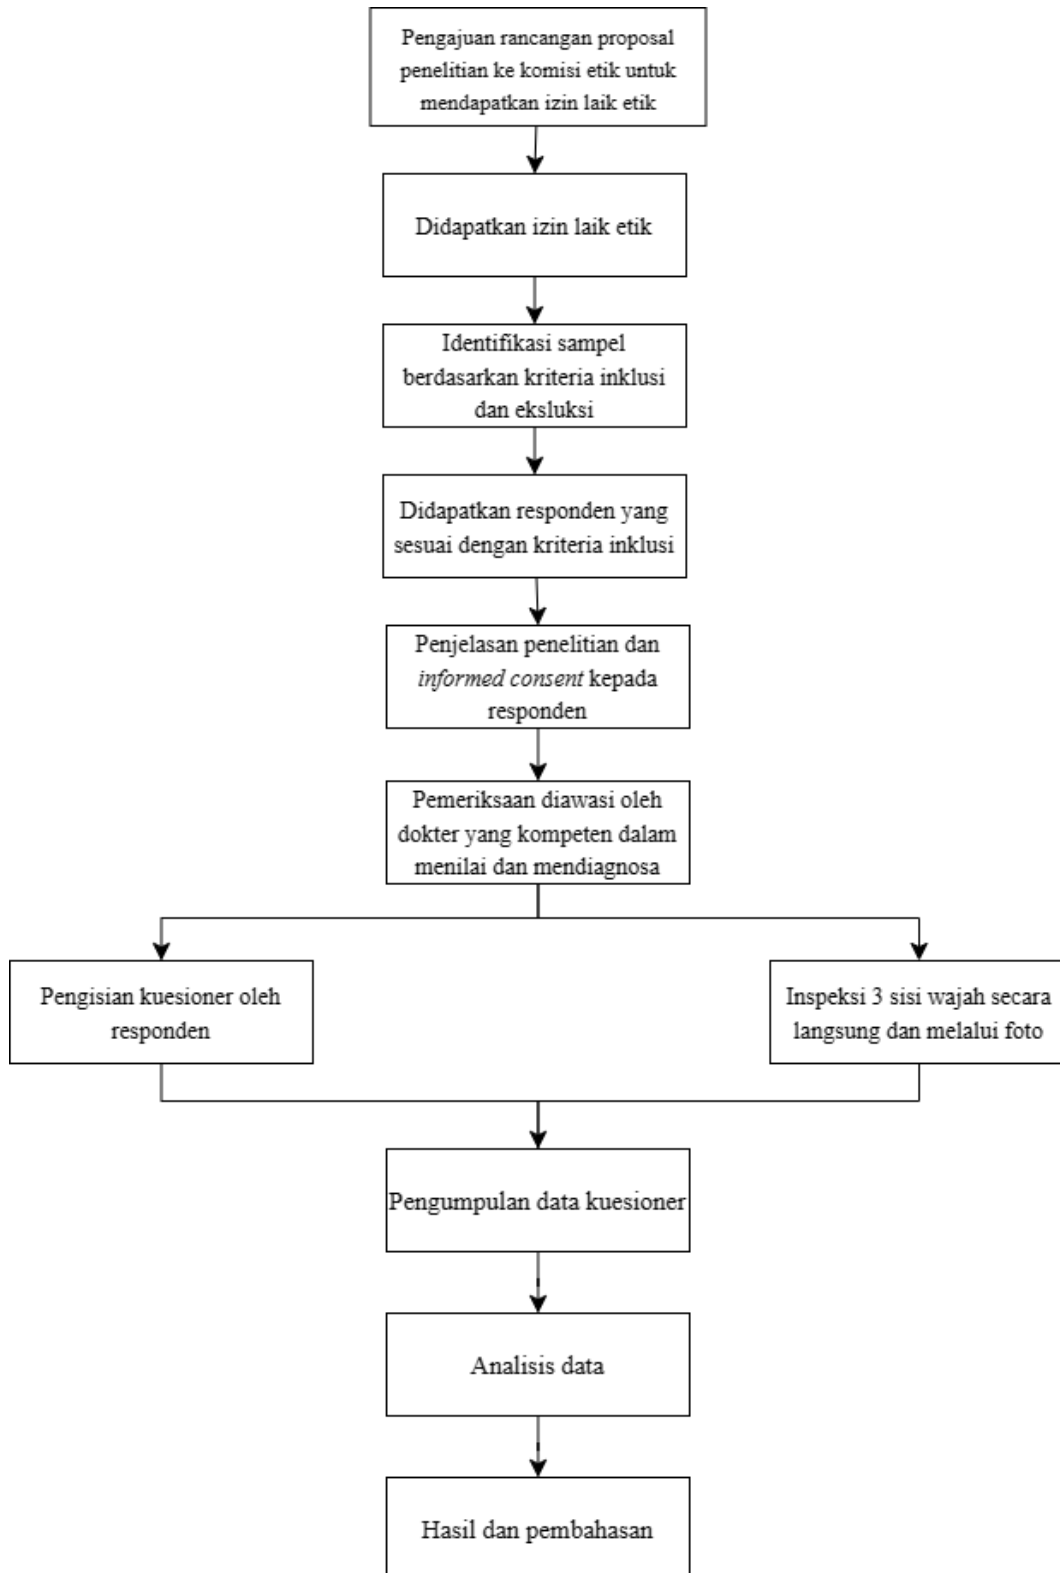 Pengajuan rancangan proposal
penelitian ke komisi etik untuk
mendapatkan izin laik etik
Didapatkan izin laik etik
Identifikasi sampel
berdasarkan kriteria inklusi
dan eksluksi
Didapatkan responden yang
sesuai dengan kriteria inklusi
Penjelasan penelitian dan
informed consent kepada
responden
Pemeriksaan diawasi oleh
dokter yang kompeten dalam
menilai dan mendiagnosa
Pengisian kuesioner oleh
responden
Inspeksi 3 sisi wajah secara
langsung dan melalui foto
Pengumpulan data kuesioner
Analisis data
Hasil dan pembahasan